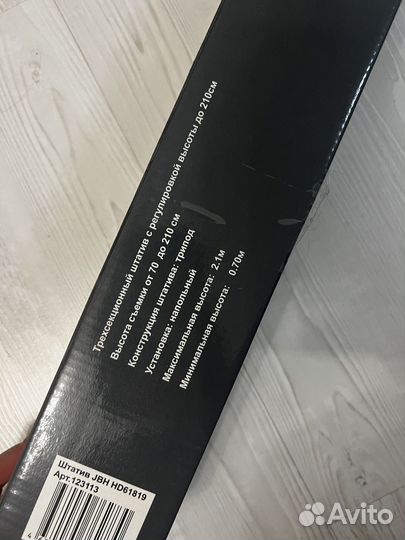 Трехсекционный штатив с регулировкой высоты до 210см
Высота съемки от 70 до 210 см
Конструкция штатива: трипод
Установка: напольный
Максимальная высота: 2.1м
Минимальная высота: 0.70м
Штатив JBH HD61819
Арт.123113
4
Avito